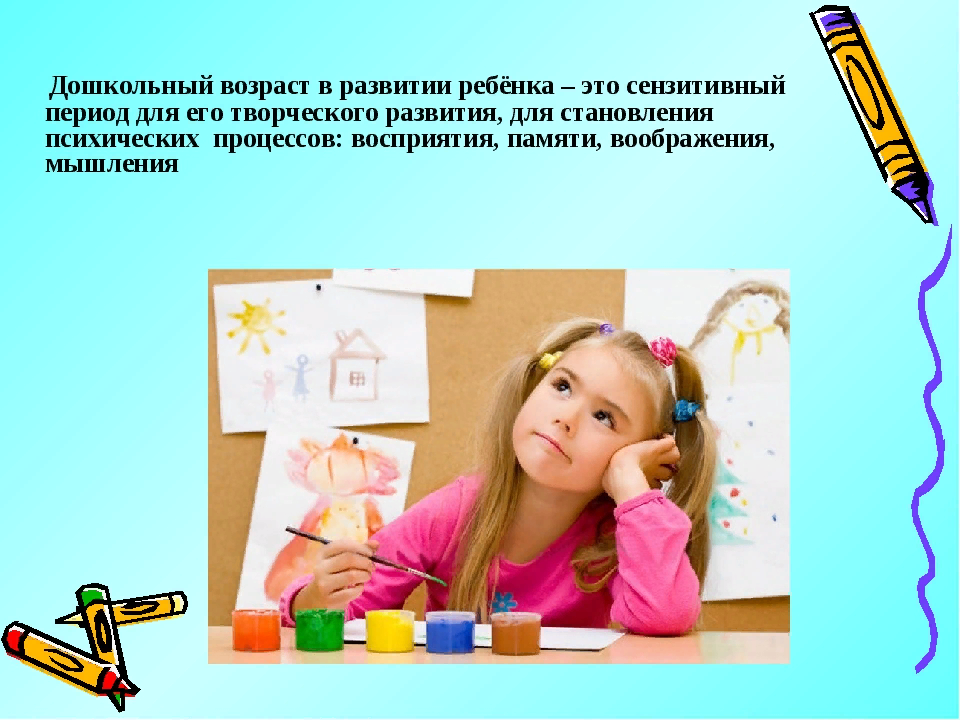 Дошкольный возраст в развитии ребёнка – это сензитивный
период для его творческого развития, для становления
психических процессов: восприятия, памяти, воображения,
мышления